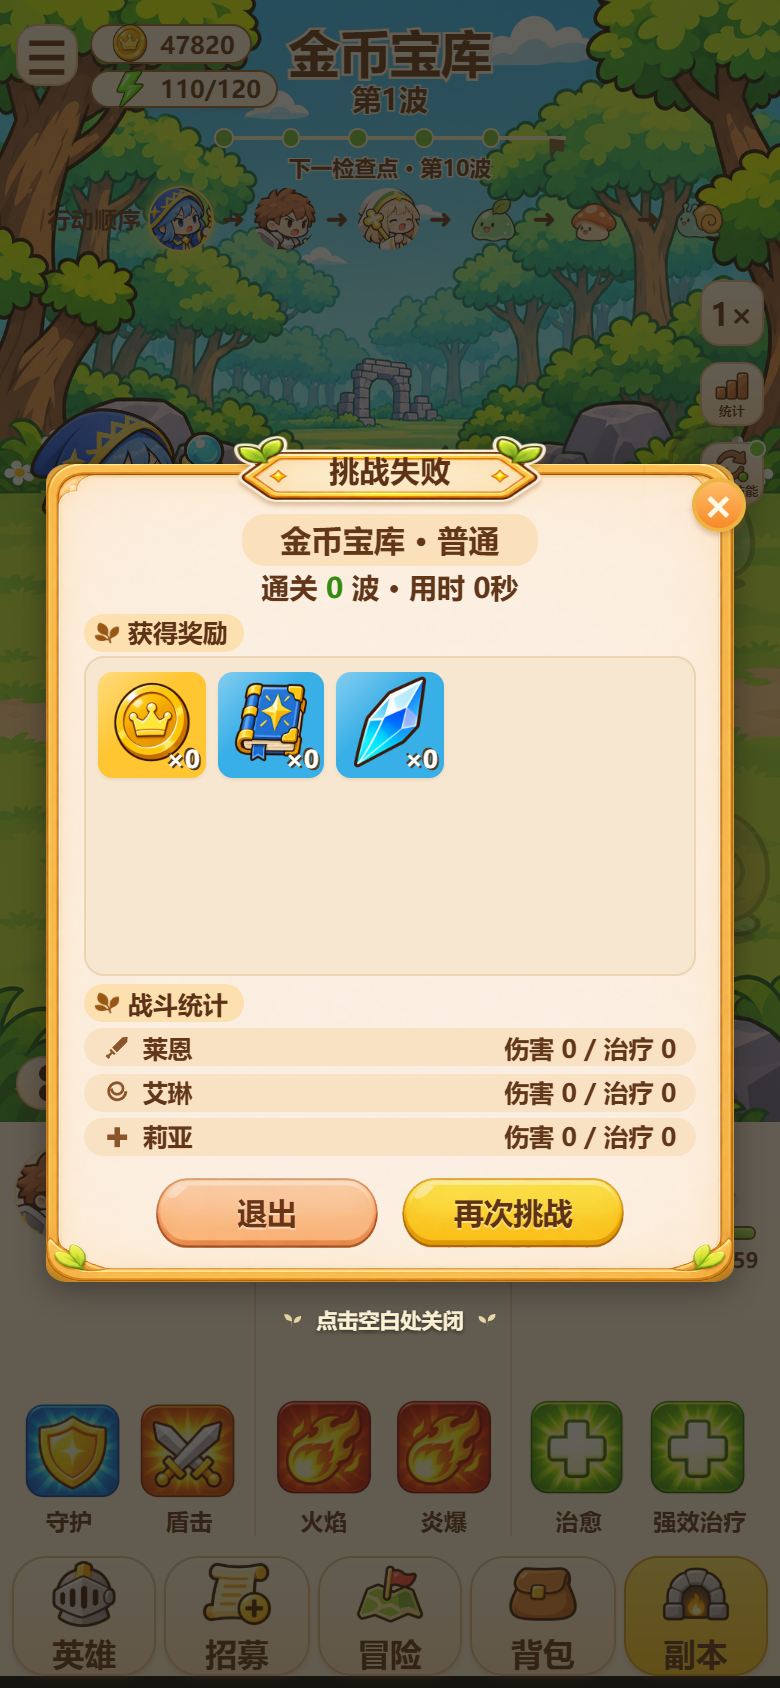 47820
110/120
金币宝库
第1波
下一检查点·第10波
行动顺序
1×
统计
能
挑战失败
金币宝库·普通
通关 0 波·用时 0秒
获得奖励
×0
×0
×0
战斗统计
莱恩 伤害 0 / 治疗 0
艾琳 伤害 0 / 治疗 0
莉亚 伤害 0 / 治疗 0
退出 再次挑战
59
点击空白处关闭
守护 盾击 火焰 炎爆 治愈 强效治疗
英雄 招募 冒险 背包 副本